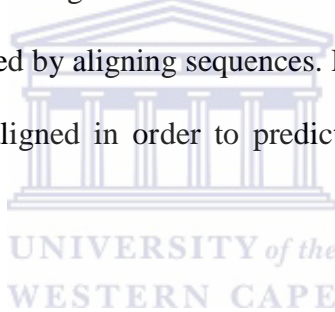 ed by aligning sequences.
ligned in order to predict
UNIVERSITY of the
WESTERN CAPE